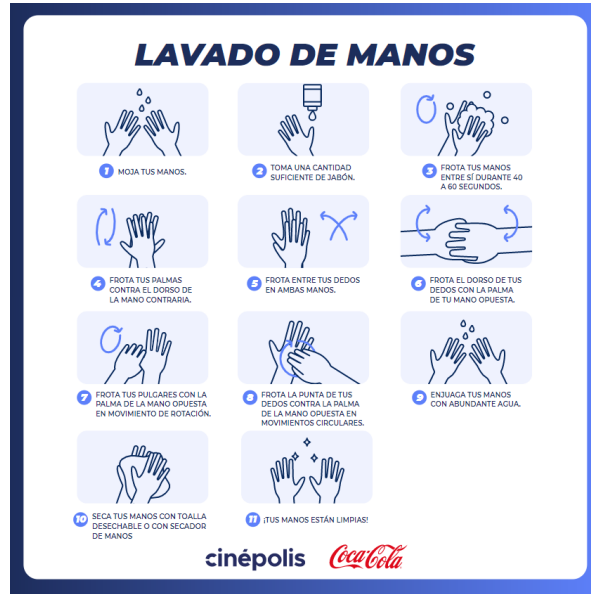 LAVADO DE MANOS
1 MOJA TUS MANOS.
2 TOMA UNA CANTIDAD
SUFICIENTE DE JABÓN.
3 FROTA TUS MANOS
ENTRE SÍ DURANTE 40
A 60 SEGUNDOS.
4 FROTA TUS PALMAS
CONTRA EL DORSO DE
LA MANO CONTRARIA.
5 FROTA ENTRE TUS DEDOS
EN AMBAS MANOS.
6 FROTA EL DORSO DE TUS
DEDOS CON LA PALMA
DE TU MANO OPUESTA.
7 FROTA TUS PULGARES CON LA
PALMA DE LA MANO OPUESTA
EN MOVIMIENTO DE ROTACIÓN.
8 FROTA LA PUNTA DE TUS
DEDOS CONTRA LA PALMA
DE LA MANO OPUESTA EN
MOVIMIENTOS CIRCULARES.
9 ENJUAGA TUS MANOS
CON ABUNDANTE AGUA.
10 SECA TUS MANOS CON TOALLA
DESECHABLE O CON SECADOR
DE MANOS
11 ¡TUS MANOS ESTÁN LIMPIAS!
cinépolis
Coca-Cola